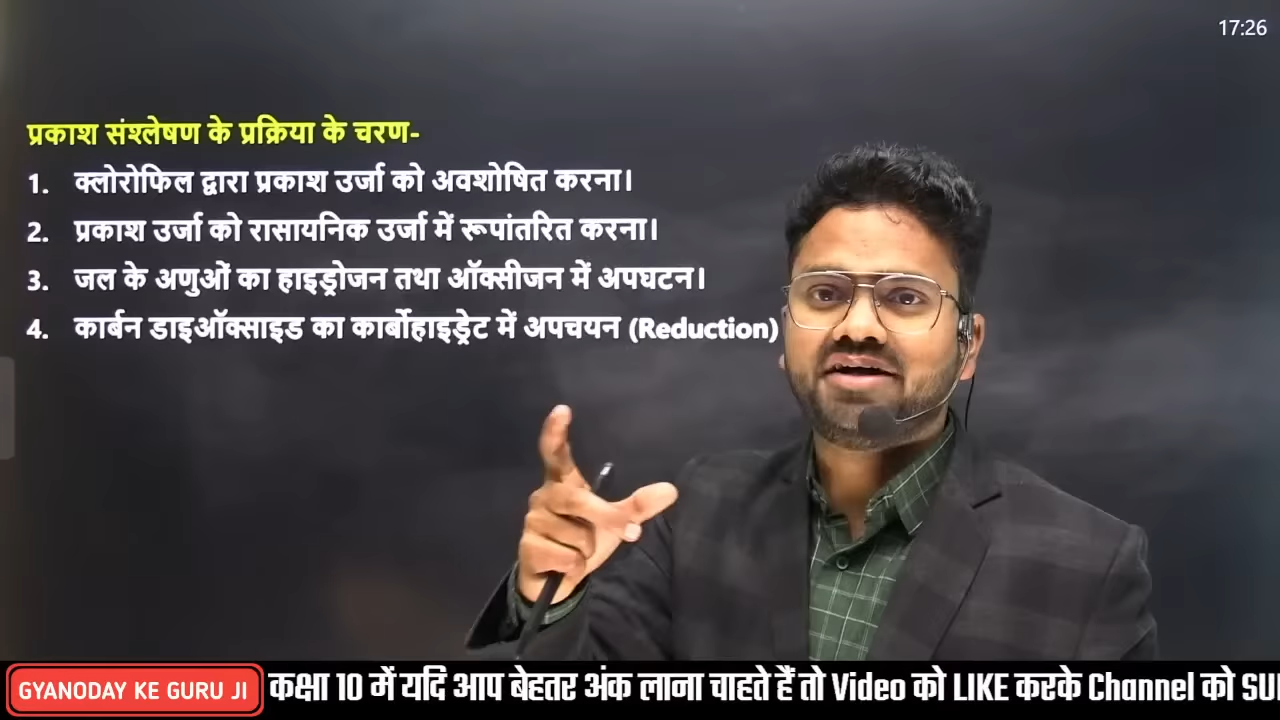 17:26
प्रकाश संश्लेषण के प्रक्रिया के चरण-
1. क्लोरोफिल द्वारा प्रकाश उर्जा को अवशोषित करना।
2. प्रकाश उर्जा को रासायनिक उर्जा में रूपांतरित करना।
3. जल के अणुओं का हाइड्रोजन तथा ऑक्सीजन में अपघटन।
4. कार्बन डाइऑक्साइड का कार्बोहाइड्रेट में अपचयन (Reduction)
GYANODAY KE GURU JI कक्षा 10 में यदि आप बेहतर अंक लाना चाहते हैं तो Video को LIKE करके Channel को